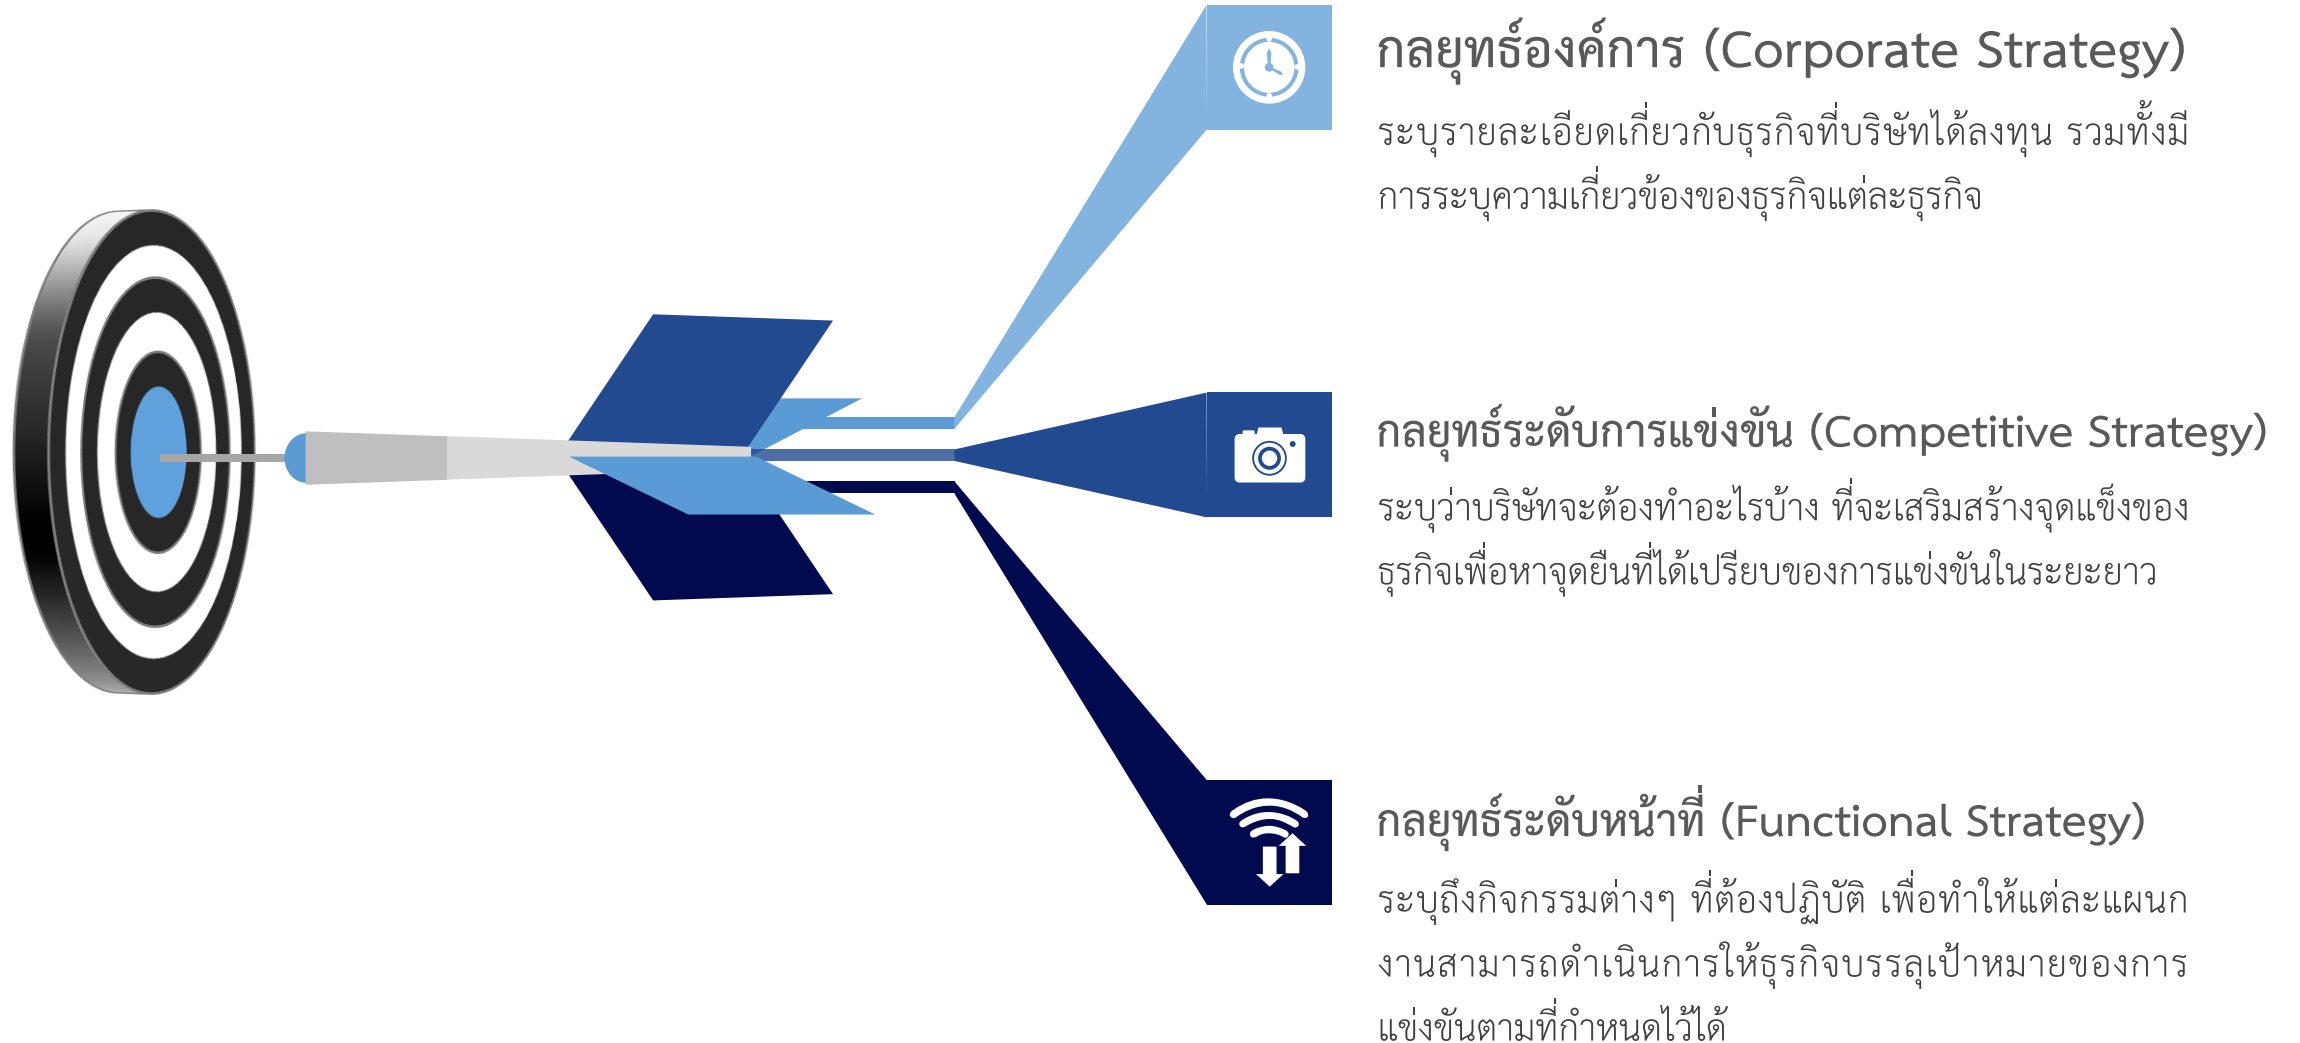 กลยุทธ์องค์การ (Corporate Strategy)
ระบุรายละเอียดเกี่ยวกับธุรกิจที่บริษัทได้ลงทุน รวมทั้งมี
การระบุความเกี่ยวข้องของธุรกิจแต่ละธุรกิจ
กลยุทธ์ระดับการแข่งขัน (Competitive Strategy)
ระบุว่าบริษัทจะต้องทำอะไรบ้าง ที่จะเสริมสร้างจุดแข็งของ
ธุรกิจเพื่อหาจุดยืนที่ได้เปรียบของการแข่งขันในระยะยาว
กลยุทธ์ระดับหน้าที่ (Functional Strategy)
ระบุถึงกิจกรรมต่างๆ ที่ต้องปฏิบัติ เพื่อทำให้แต่ละแผนก
งานสามารถดำเนินการให้ธุรกิจบรรลุเป้าหมายของการ
แข่งขันตามที่กำหนดไว้ได้